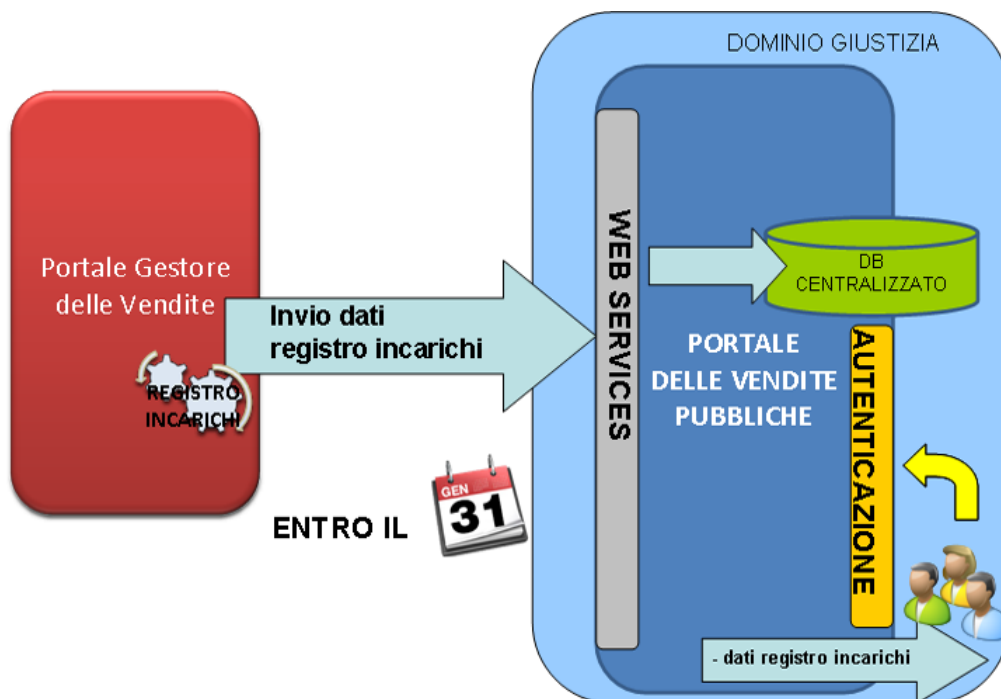 DOMINIO GIUSTIZIA
Portale Gestore
delle Vendite
REGISTRO
INCARICHI
Invio dati
registro incarichi
ENTRO IL
GEN
31
WEB SERVICES
DB
CENTRALIZZATO
PORTALE
DELLE VENDITE
PUBBLICHE
AUTENTICAZIONE
- dati registro incarichi